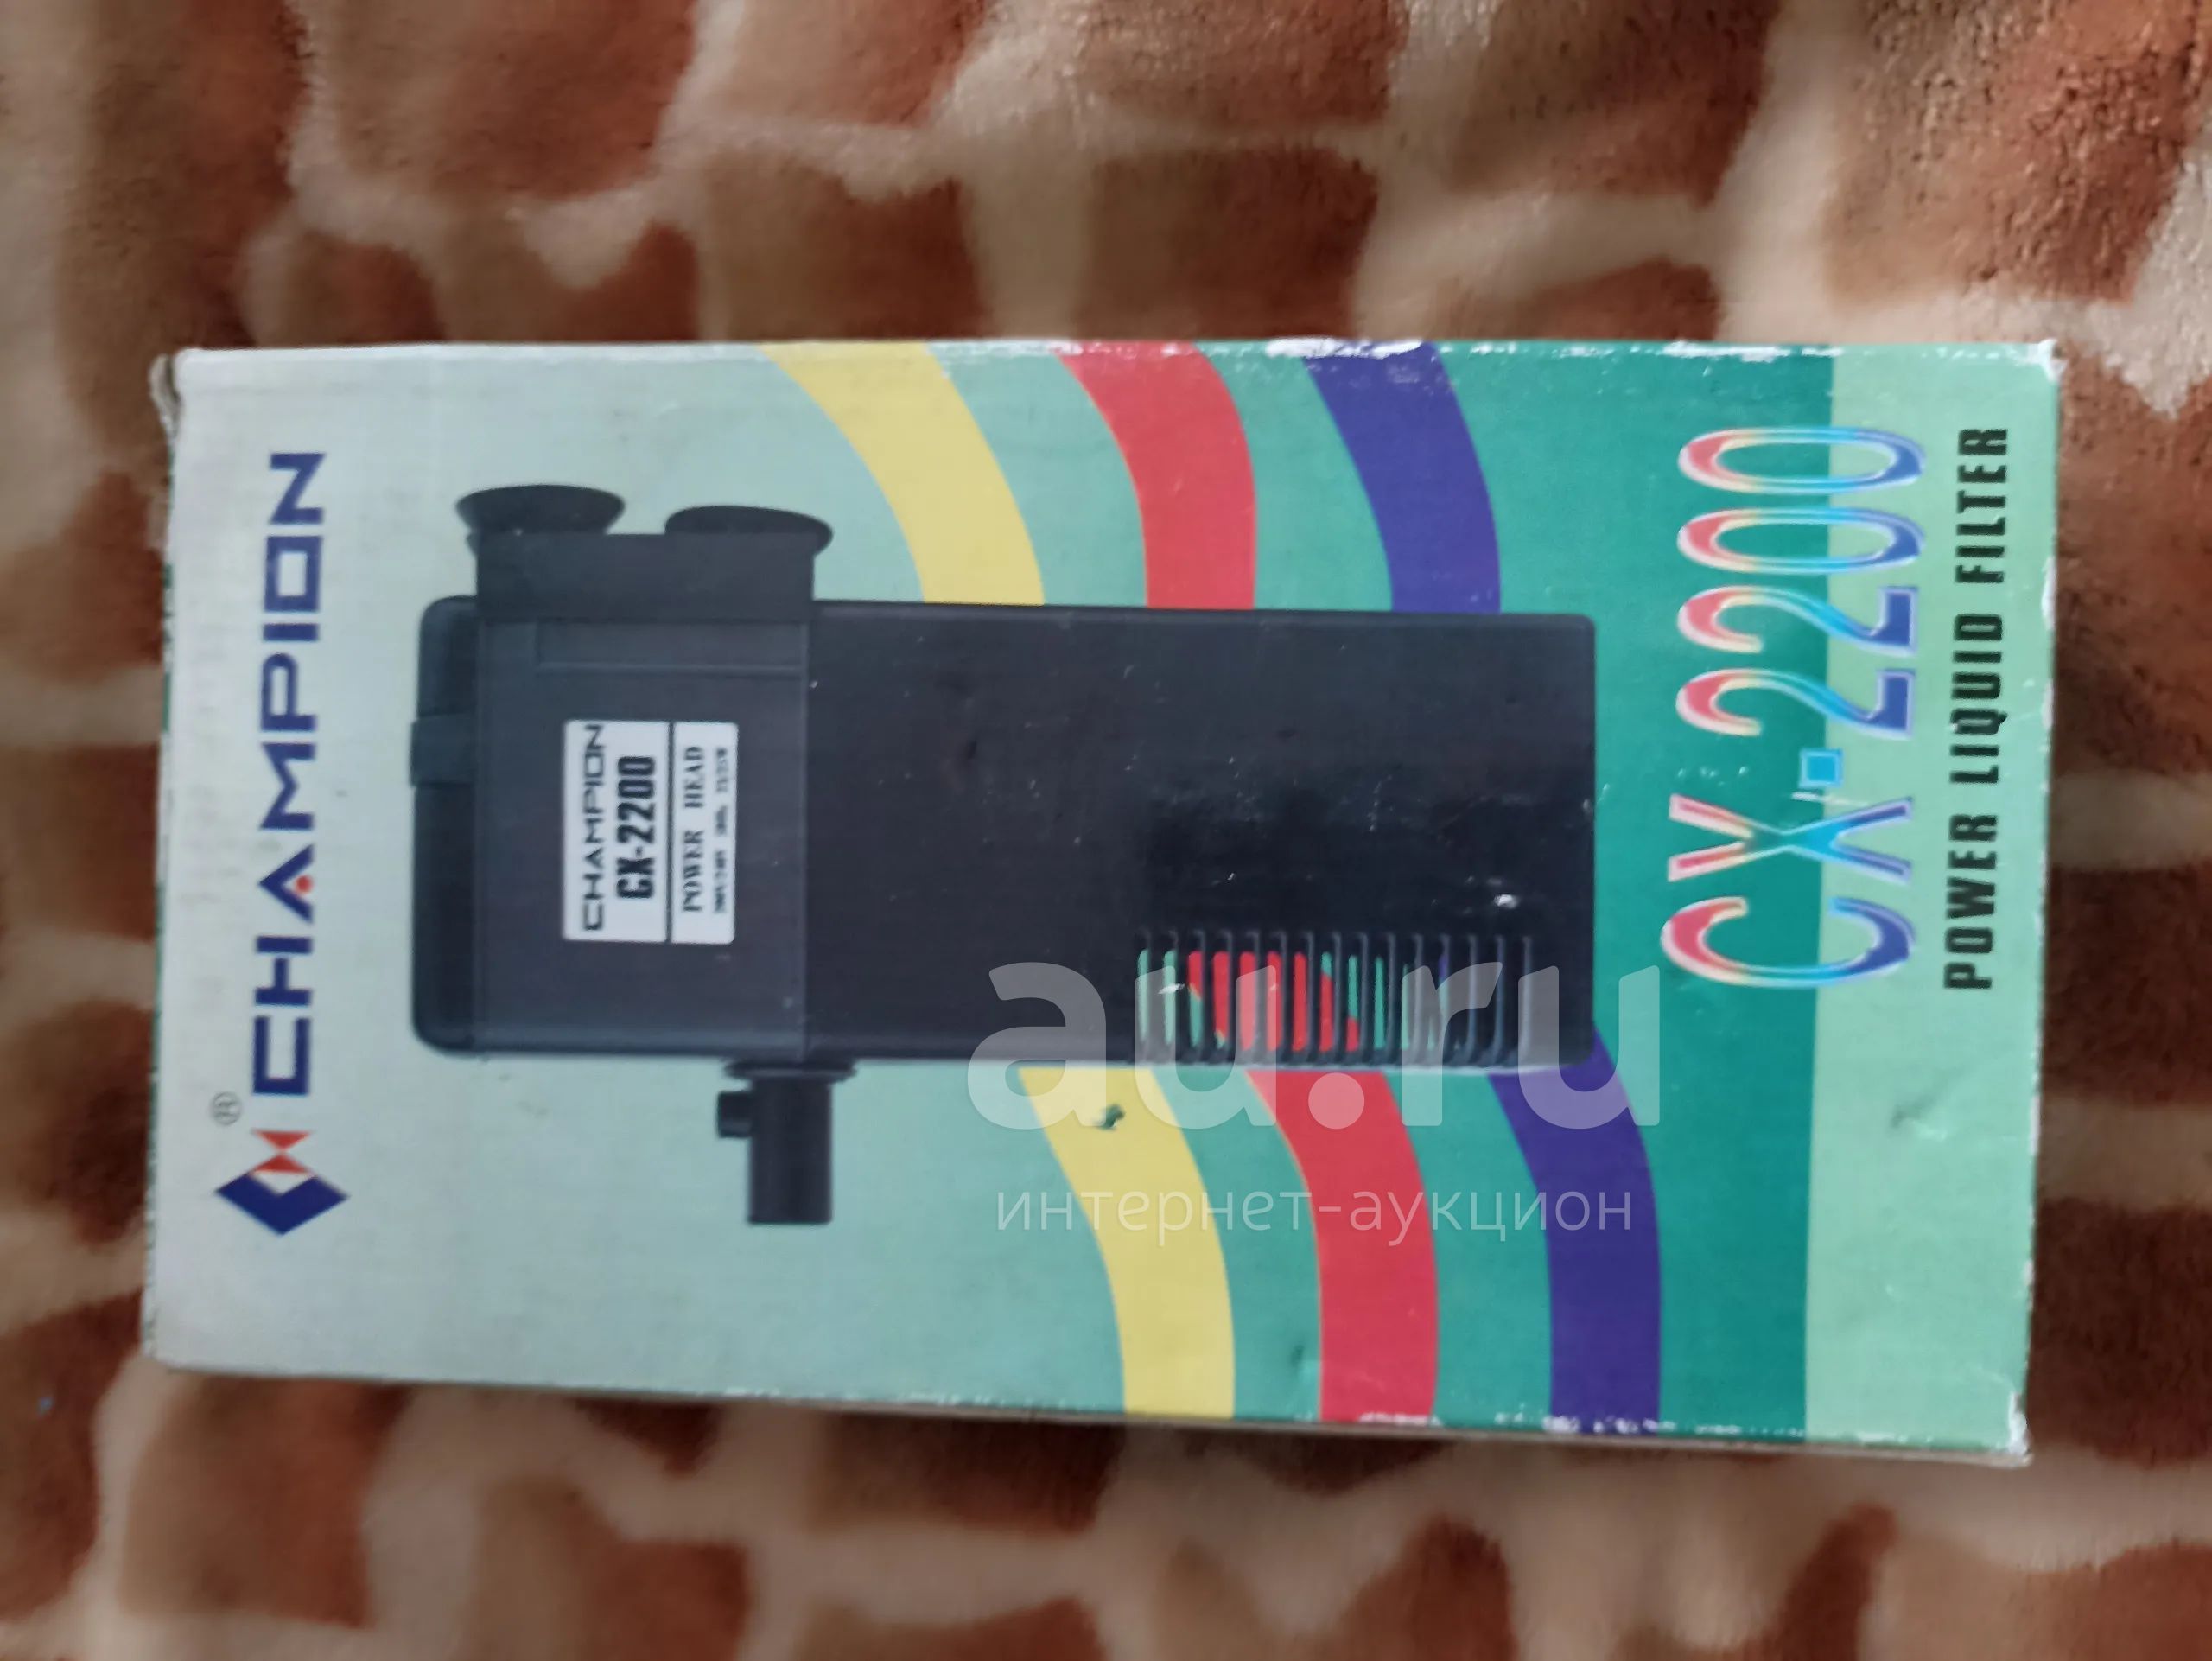 ®
CHAMPION
CHAMPION
CX-2200
POWER HEAD
CX-2200
POWER LIQUID FILTER
au.ru
интернет-аукцион